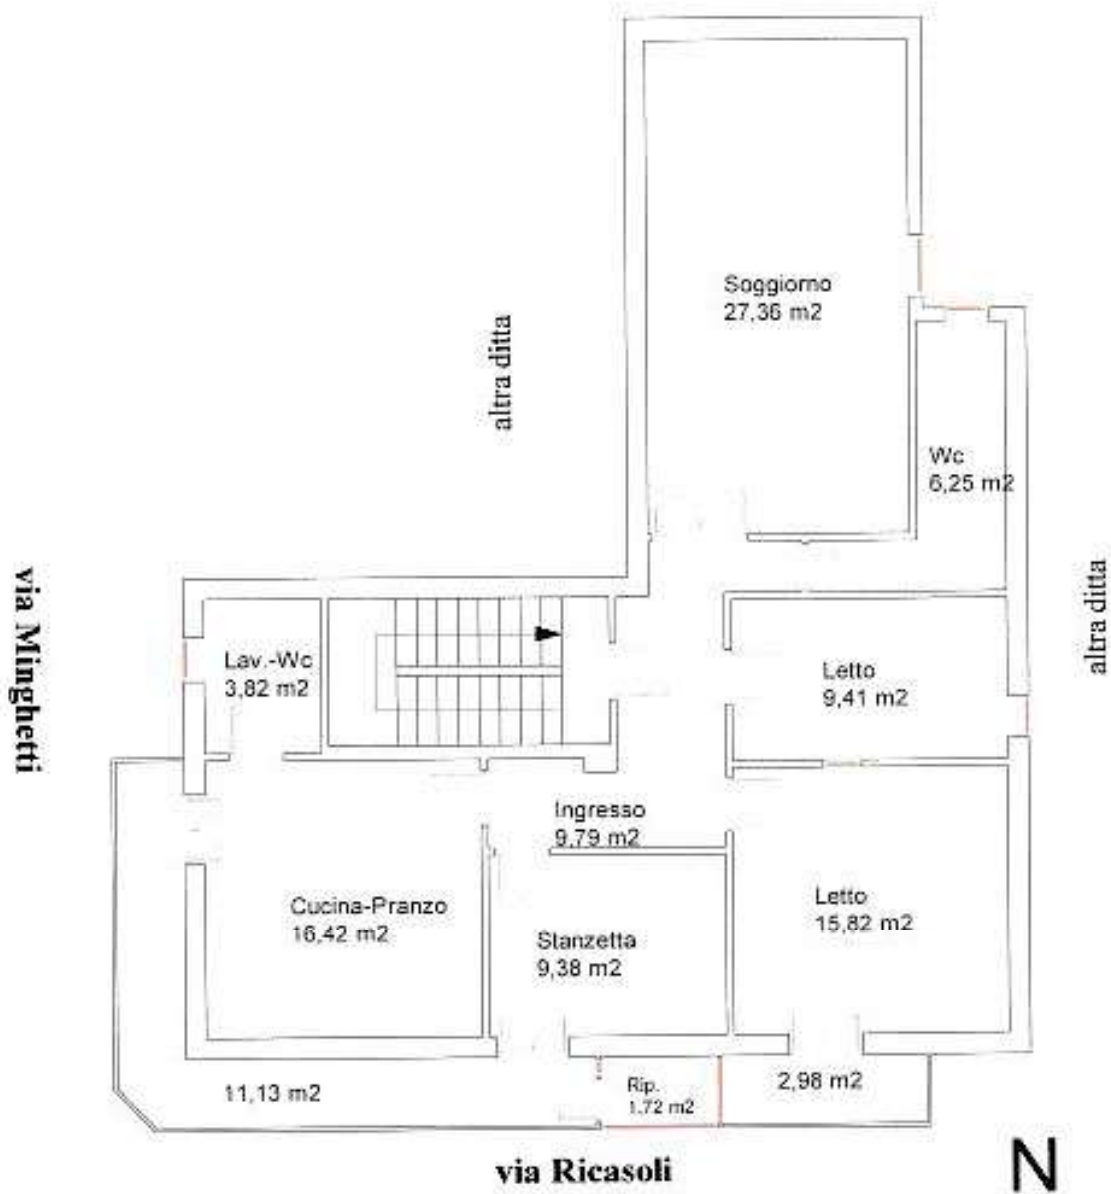 Soggiorno
27,36 m2
altra ditta
Wc
6,25 m2
via Minghetti
altra ditta
Lav.-Wc
3,82 m2
Letto
9,41 m2
Ingresso
9,79 m2
Cucina-Pranzo
16,42 m2
Letto
15,82 m2
Stanzetta
9,38 m2
11,13 m2
Rip.
1.72 m2
2,98 m2
via Ricasoli
N